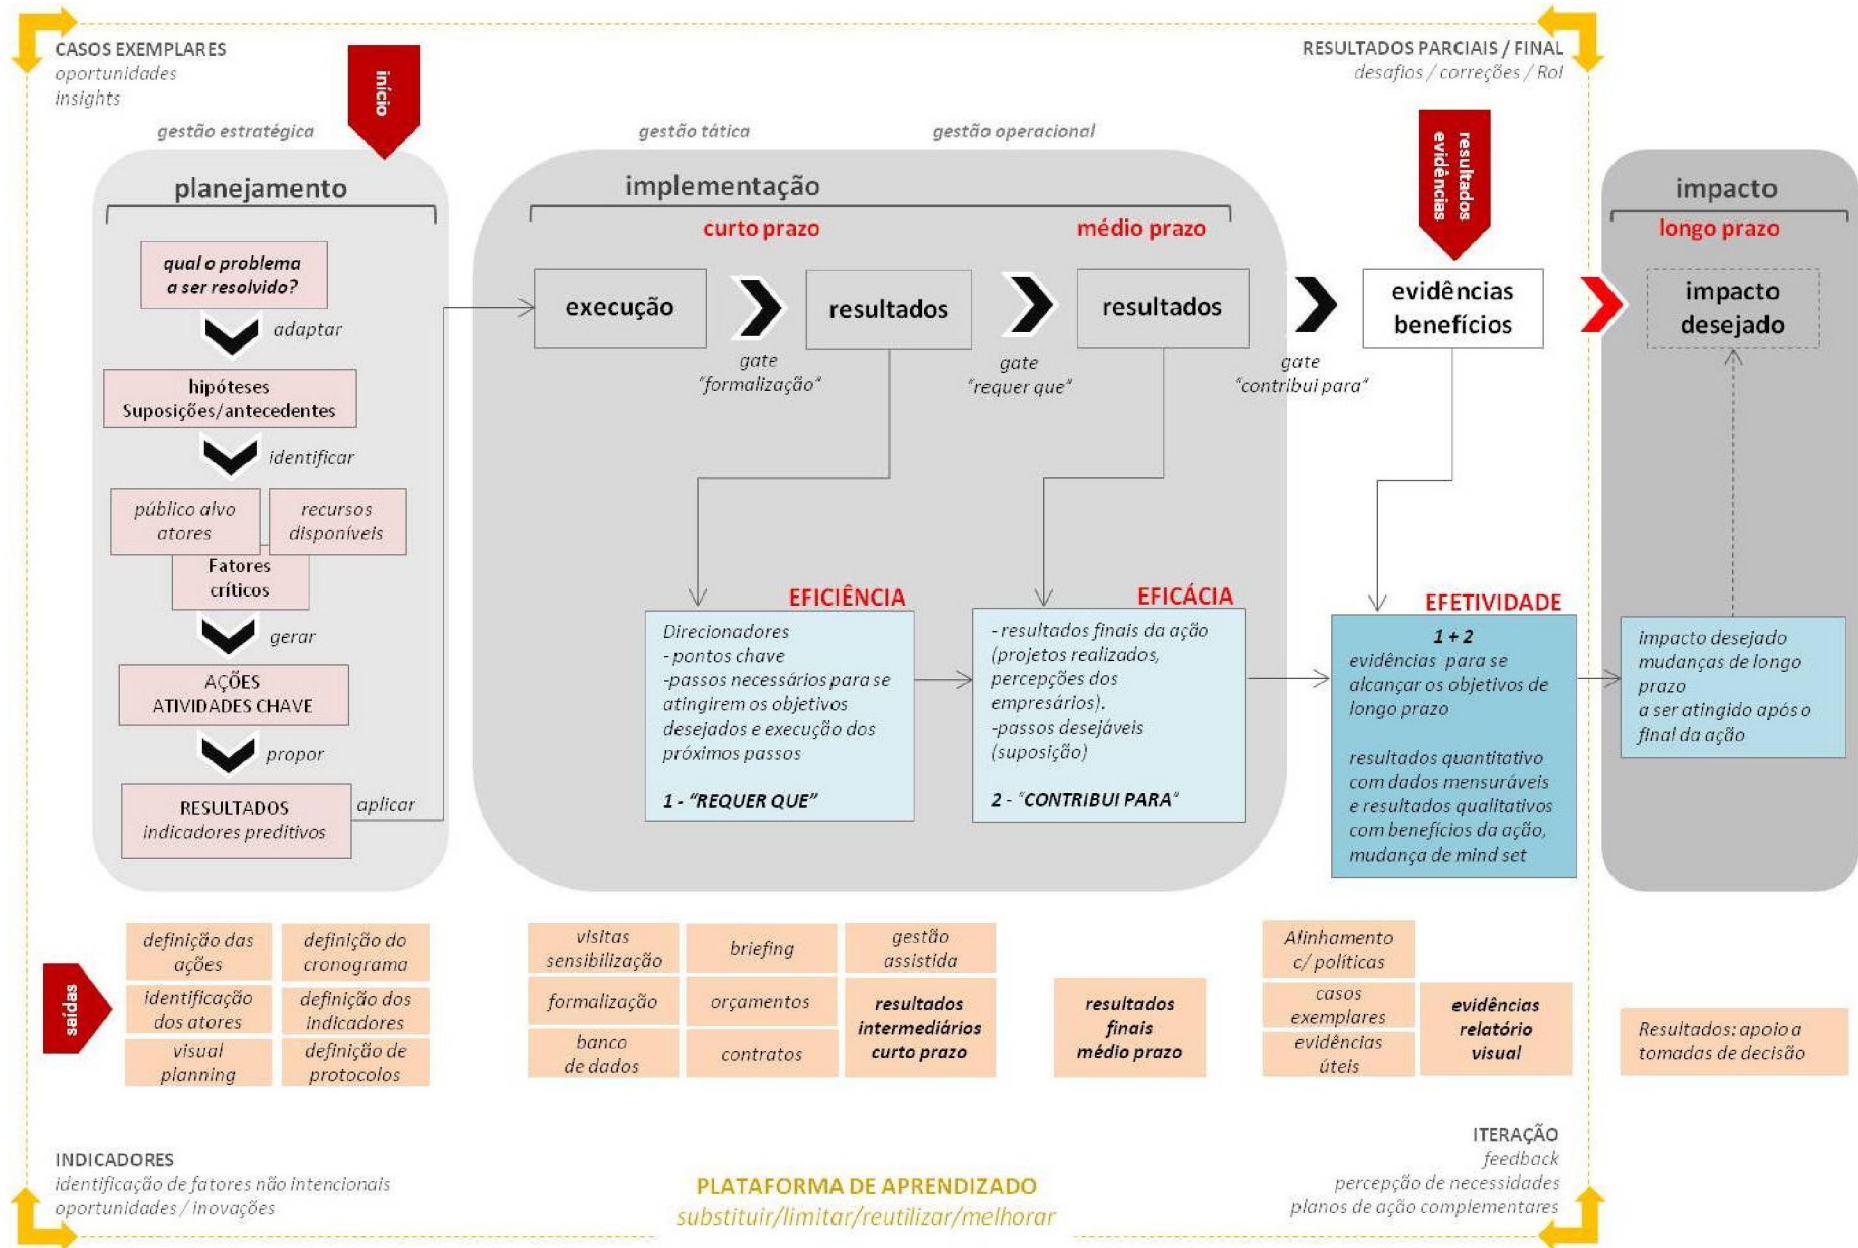 CASOS EXEMPLARES
oportunidades
insights
início
RESULTADOS PARCIAIS / FINAL
desafios / correções / RoI
gestão estratégica
gestão tática
gestão operacional
resultados
evidências
planejamento
implementação
impacto
curto prazo
médio prazo
longo prazo
qual o problema
a ser resolvido?
adaptar
hipóteses
Suposições/antecedentes
identificar
público alvo
atores
recursos
disponíveis
Fatores
críticos
gerar
AÇÕES
ATIVIDADES CHAVE
propor
RESULTADOS
indicadores preditivos
aplicar
execução
gate
"formalização"
resultados
gate
"requer que"
resultados
gate
"contribui para"
evidências
benefícios
impacto
desejado
EFICIÊNCIA
Direcionadores
- pontos chave
-passos necessários para se
atingirem os objetivos
desejados e execução dos
próximos passos
1 - "REQUER QUE"
EFICÁCIA
- resultados finais da ação
(projetos realizados,
percepções dos
empresários).
-passos desejáveis
(suposição)
2 - "CONTRIBUI PARA"
EFETIVIDADE
1 + 2
evidências para se
alcançar os objetivos de
longo prazo
resultados quantitativo
com dados mensuráveis
e resultados qualitativos
com benefícios da ação,
mudança de mind set
impacto desejado
mudanças de longo
prazo
a ser atingido após o
final da ação
saídas
definição das
ações
definição do
cronograma
identificação
dos atores
definição dos
indicadores
visual
planning
definição de
protocolos
visitas
sensibilização
briefing
gestão
assistida
formalização
orçamentos
resultados
intermediários
curto prazo
banco
de dados
contratos
resultados
finais
médio prazo
Alinhamento
c/ políticas
casos
exemplares
evidências
úteis
evidências
relatório
visual
Resultados: apoio a
tomadas de decisão
INDICADORES
identificação de fatores não intencionais
oportunidades / inovações
PLATAFORMA DE APRENDIZADO
substituir/limitar/reutilizar/melhorar
ITERAÇÃO
feedback
percepção de necessidades
planos de ação complementares